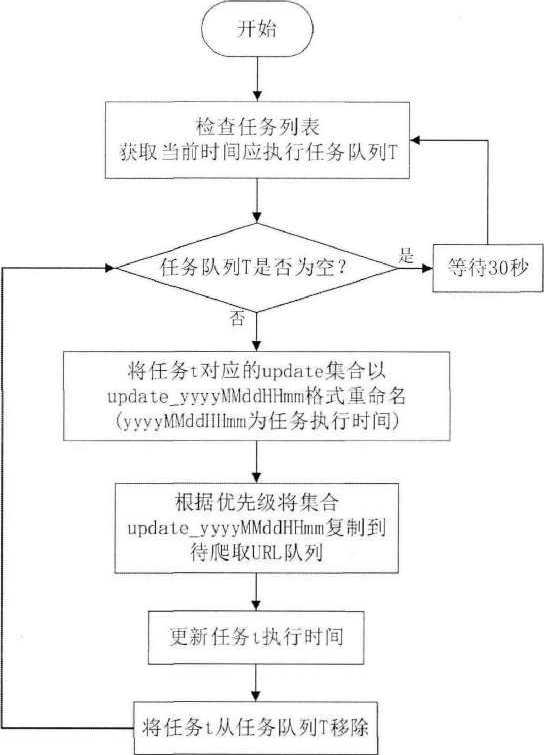 开始
检查任务列表
获取当前时间应执行任务队列T
任务队列T是否为空?
是
等待30秒
否
将任务t对应的update集合以
update_yyyyMMddHHmm格式重命名
(yyyyMMddHHmm为任务执行时间)
根据优先级将集合
update_yyyyMMddHHmm复制到
待爬取URL队列
更新任务t执行时间
将任务t从任务队列T移除